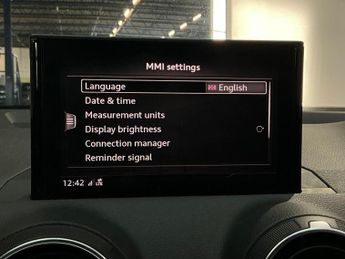 MMI settings
Language English
Date & time
Measurement units
Display brightness
Connection manager
Reminder signal
12:42